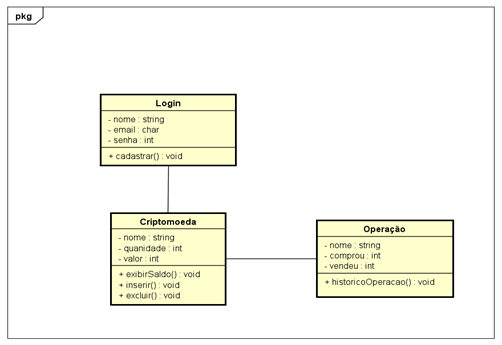 pkg
Login
- nome : string
- email : char
- senha : int
+ cadastrar() : void
Criptomoeda
- nome : string
- quanidade : int
- valor : int
+ exibirSaldo() : void
+ inserir() : void
+ excluir() : void
Operação
- nome : string
- comprou : int
- vendeu : int
+ historicoOperacao() : void